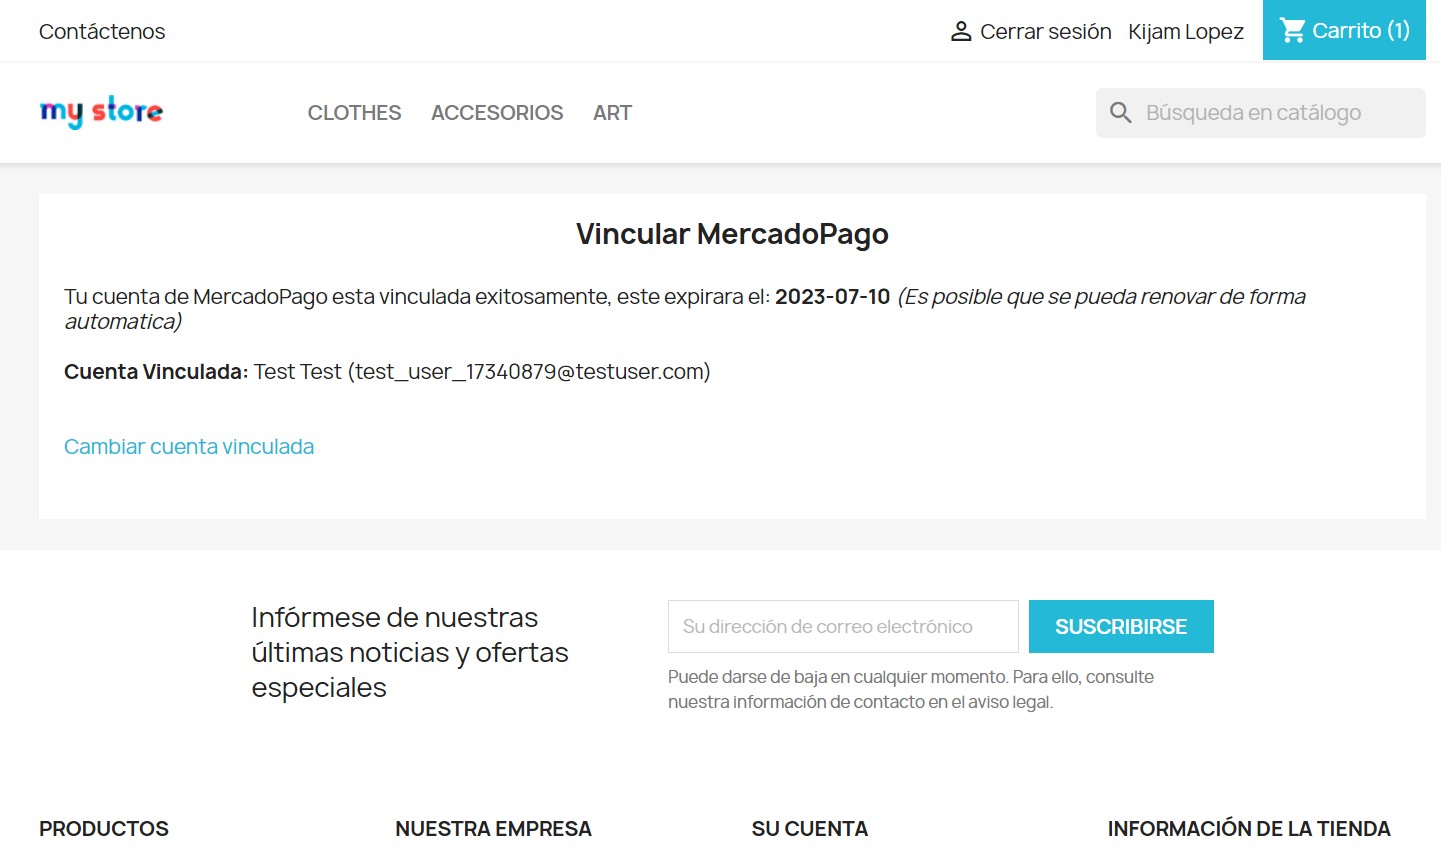 Contáctenos
Cerrar sesión Kijam Lopez Carrito (1)
my store
CLOTHES ACCESORIOS ART
Búsqueda en catálogo
Vincular MercadoPago
Tu cuenta de MercadoPago esta vinculada exitosamente, este expirara el: 2023-07-10 (Es posible que se pueda renovar de forma
automatica)
Cuenta Vinculada: Test Test (test_user_17340879@testuser.com)
Cambiar cuenta vinculada
Infórmese de nuestras
últimas noticias y ofertas
especiales
Su dirección de correo electrónico
SUSCRIBIRSE
Puede darse de baja en cualquier momento. Para ello, consulte
nuestra información de contacto en el aviso legal.
PRODUCTOS NUESTRA EMPRESA SU CUENTA INFORMACIÓN DE LA TIENDA